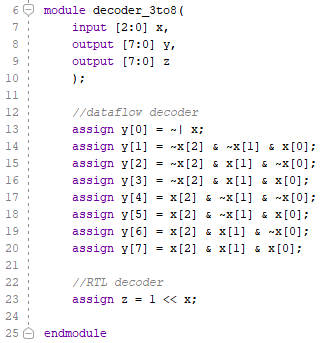 6 module decoder_3to8(
7 input [2:0] x,
8 output [7:0] y,
9 output [7:0] z
10 );
11
12 //dataflow decoder
13 assign y[0] = ~| x;
14 assign y[1] = ~x[2] & ~x[1] & x[0];
15 assign y[2] = ~x[2] & x[1] & ~x[0];
16 assign y[3] = ~x[2] & x[1] & x[0];
17 assign y[4] = x[2] & ~x[1] & ~x[0];
18 assign y[5] = x[2] & ~x[1] & x[0];
19 assign y[6] = x[2] & x[1] & ~x[0];
20 assign y[7] = x[2] & x[1] & x[0];
21
22 //RTL decoder
23 assign z = 1 << x;
24
25 endmodule